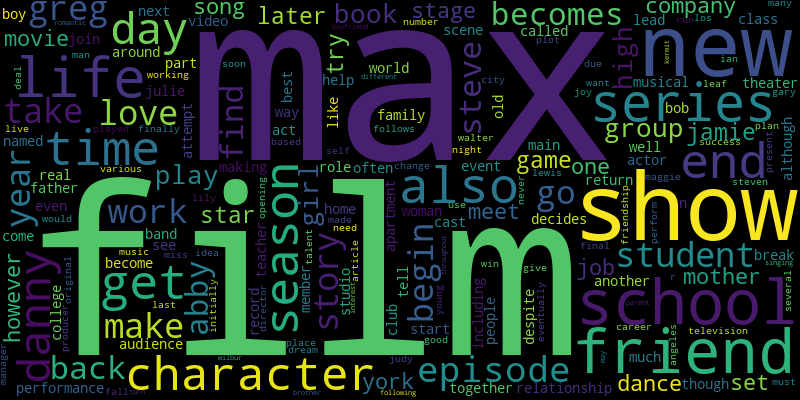 boy greg day song later book stage becomes company many
romantic
movie join life around video try called lead class theater
take love find max steve new series
man working julie part best way help act world like family follows different old city plot due want leaf joy bob kermit ian gary
deal soon scene number run los
live named played finally attempt based self walter night main group jamie end plan success present although
year time play making role often change event game one well actor high musical
real father even would various lily opening girl home made need film also lewis never go meet return maggie steven
come work star season woman cast use decides friendship perform show
however band see music miss idea become get abby teacher member talent story apartment begin student break
danny college original producer last initially record director studio article interest club tell young throughout including people win give despite eventually job mother another several singing school
manager make audience place dream start good final r parent career television angeles
back wilbur judy friend may much
performance fall turn character brother york following episode together relationship dance though set must
boyfriend